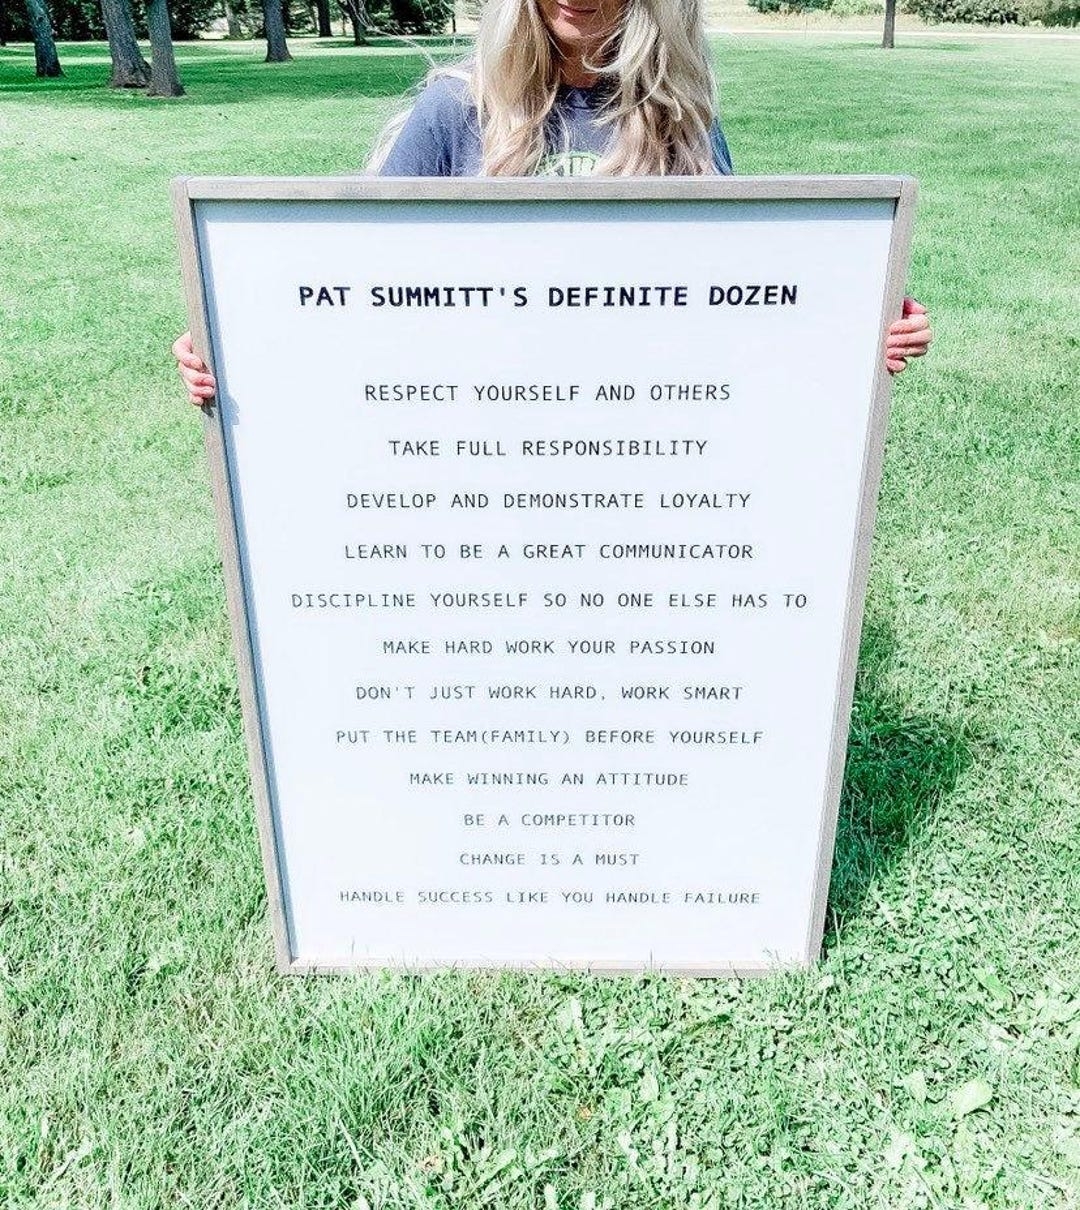 PAT SUMMITT'S DEFINITE DOZEN
RESPECT YOURSELF AND OTHERS
TAKE FULL RESPONSIBILITY
DEVELOP AND DEMONSTRATE LOYALTY
LEARN TO BE A GREAT COMMUNICATOR
DISCIPLINE YOURSELF SO NO ONE ELSE HAS TO
MAKE HARD WORK YOUR PASSION
DON'T JUST WORK HARD, WORK SMART
PUT THE TEAM(FAMILY) BEFORE YOURSELF
MAKE WINNING AN ATTITUDE
BE A COMPETITOR
CHANGE IS A MUST
HANDLE SUCCESS LIKE YOU HANDLE FAILURE